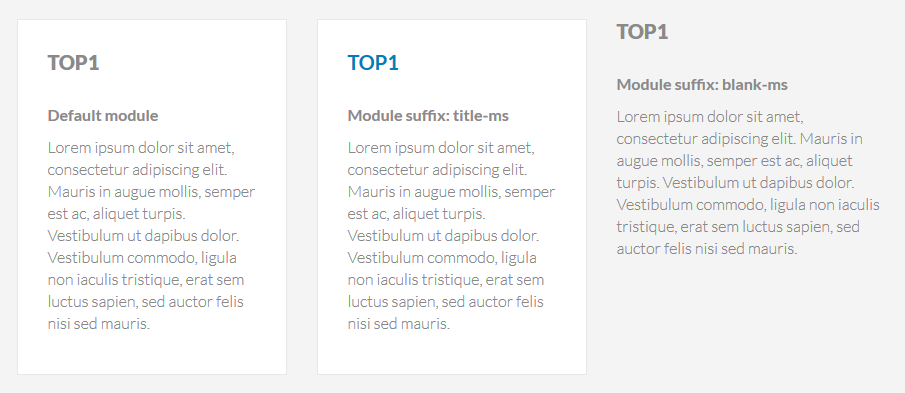 TOP1
Default module
Lorem ipsum dolor sit amet,
consectetur adipiscing elit.
Mauris in augue mollis, semper
est ac, aliquet turpis.
Vestibulum ut dapibus dolor.
Vestibulum commodo, ligula
non iaculis tristique, erat sem
luctus sapien, sed auctor felis
nisi sed mauris.
TOP1
Module suffix: title-ms
Lorem ipsum dolor sit amet,
consectetur adipiscing elit.
Mauris in augue mollis, semper
est ac, aliquet turpis.
Vestibulum ut dapibus dolor.
Vestibulum commodo, ligula
non iaculis tristique, erat sem
luctus sapien, sed auctor felis
nisi sed mauris.
TOP1
Module suffix: blank-ms
Lorem ipsum dolor sit amet,
consectetur adipiscing elit. Mauris in
augue mollis, semper est ac, aliquet
turpis. Vestibulum ut dapibus dolor.
Vestibulum commodo, ligula non iaculis
tristique, erat sem luctus sapien, sed
auctor felis nisi sed mauris.